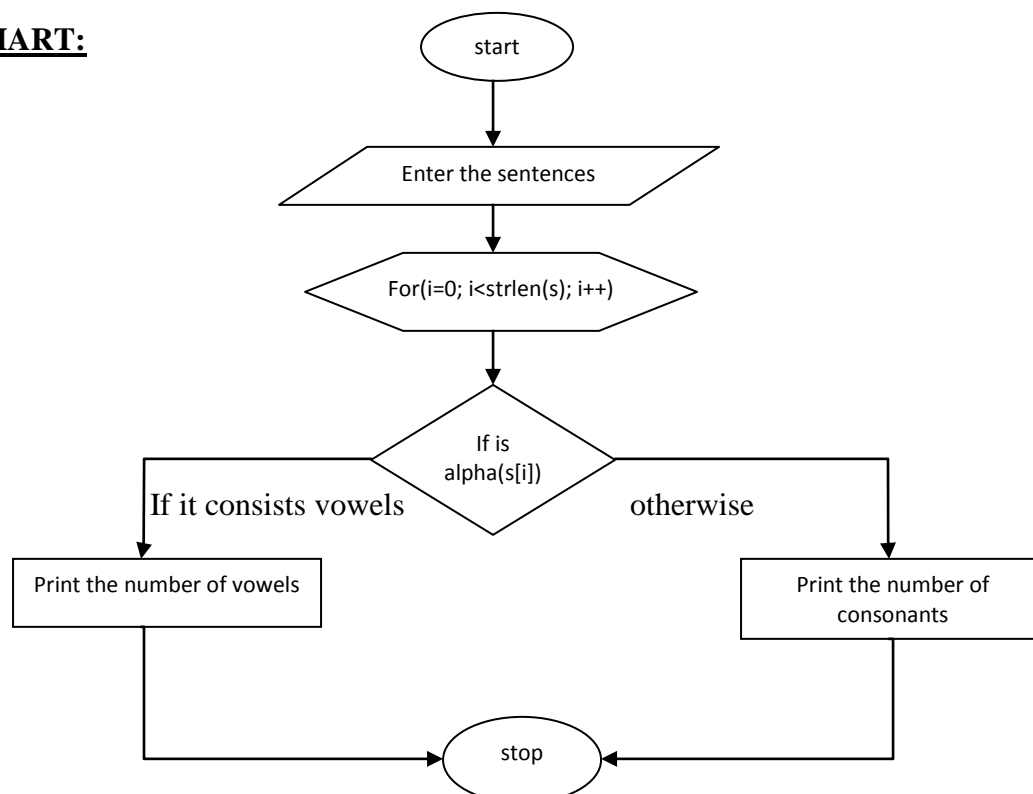 HART:
start
Enter the sentences
For(i=0; i<strlen(s); i++)
If is
alpha(s[i])
If it consists vowels
otherwise
Print the number of vowels
Print the number of
consonants
stop